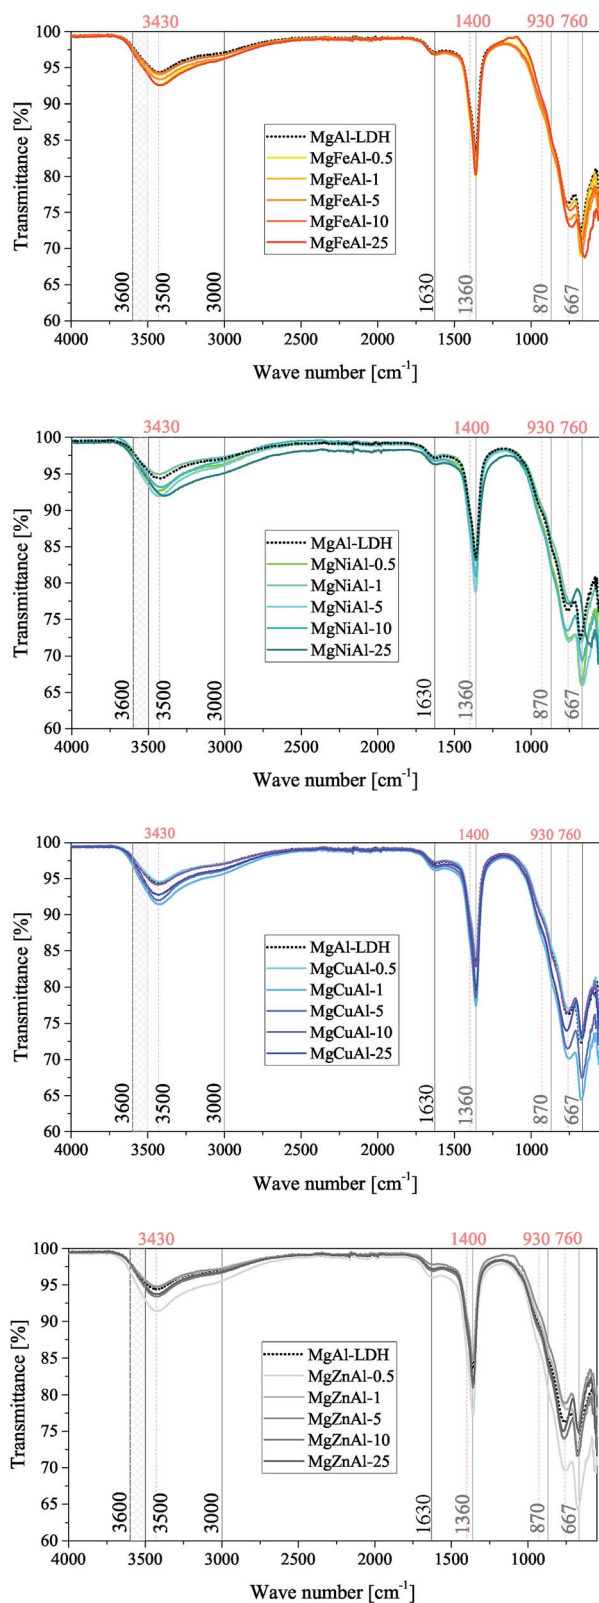 3430 1400 930 760
100
95
90
85
80
75
70
65
60
Transmittance [%]
MgAl-LDH
MgFeAl-0.5
MgFeAl-1
MgFeAl-5
MgFeAl-10
MgFeAl-25
3600 3500 3000 1630 1360 870 667
4000 3500 3000 2500 2000 1500 1000
Wave number [cm⁻¹]
3430 1400 930 760
100
95
90
85
80
75
70
65
60
Transmittance [%]
MgAl-LDH
MgNiAl-0.5
MgNiAl-1
MgNiAl-5
MgNiAl-10
MgNiAl-25
3600 3500 3000 1630 1360 870 667
4000 3500 3000 2500 2000 1500 1000
Wave number [cm⁻¹]
3430 1400 930 760
100
95
90
85
80
75
70
65
60
Transmittance [%]
MgAl-LDH
MgCuAl-0.5
MgCuAl-1
MgCuAl-5
MgCuAl-10
MgCuAl-25
3600 3500 3000 1630 1360 870 667
4000 3500 3000 2500 2000 1500 1000
Wave number [cm⁻¹]
3430 1400 930 760
100
95
90
85
80
75
70
65
60
Transmittance [%]
MgAl-LDH
MgZnAl-0.5
MgZnAl-1
MgZnAl-5
MgZnAl-10
MgZnAl-25
3600 3500 3000 1630 1360 870 667
4000 3500 3000 2500 2000 1500 1000
Wave number [cm⁻¹]